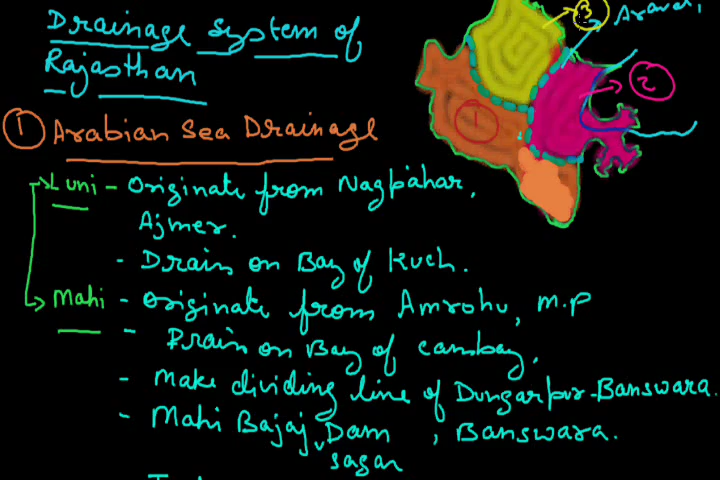 Drainage System of
Rajasthan
3
Araval
2
1
1 Arabian Sea Drainage
Luni - Originate from Nagpahar,
Ajmer.
- Drain on Bay of Kuch.
Mahi - Originate from Amrohu, M.P
- Drain on Bay of Cambay.
- Make dividing line of Dungarpur-Banswara.
- Mahi Bajaj Dam, Banswara.
sagar